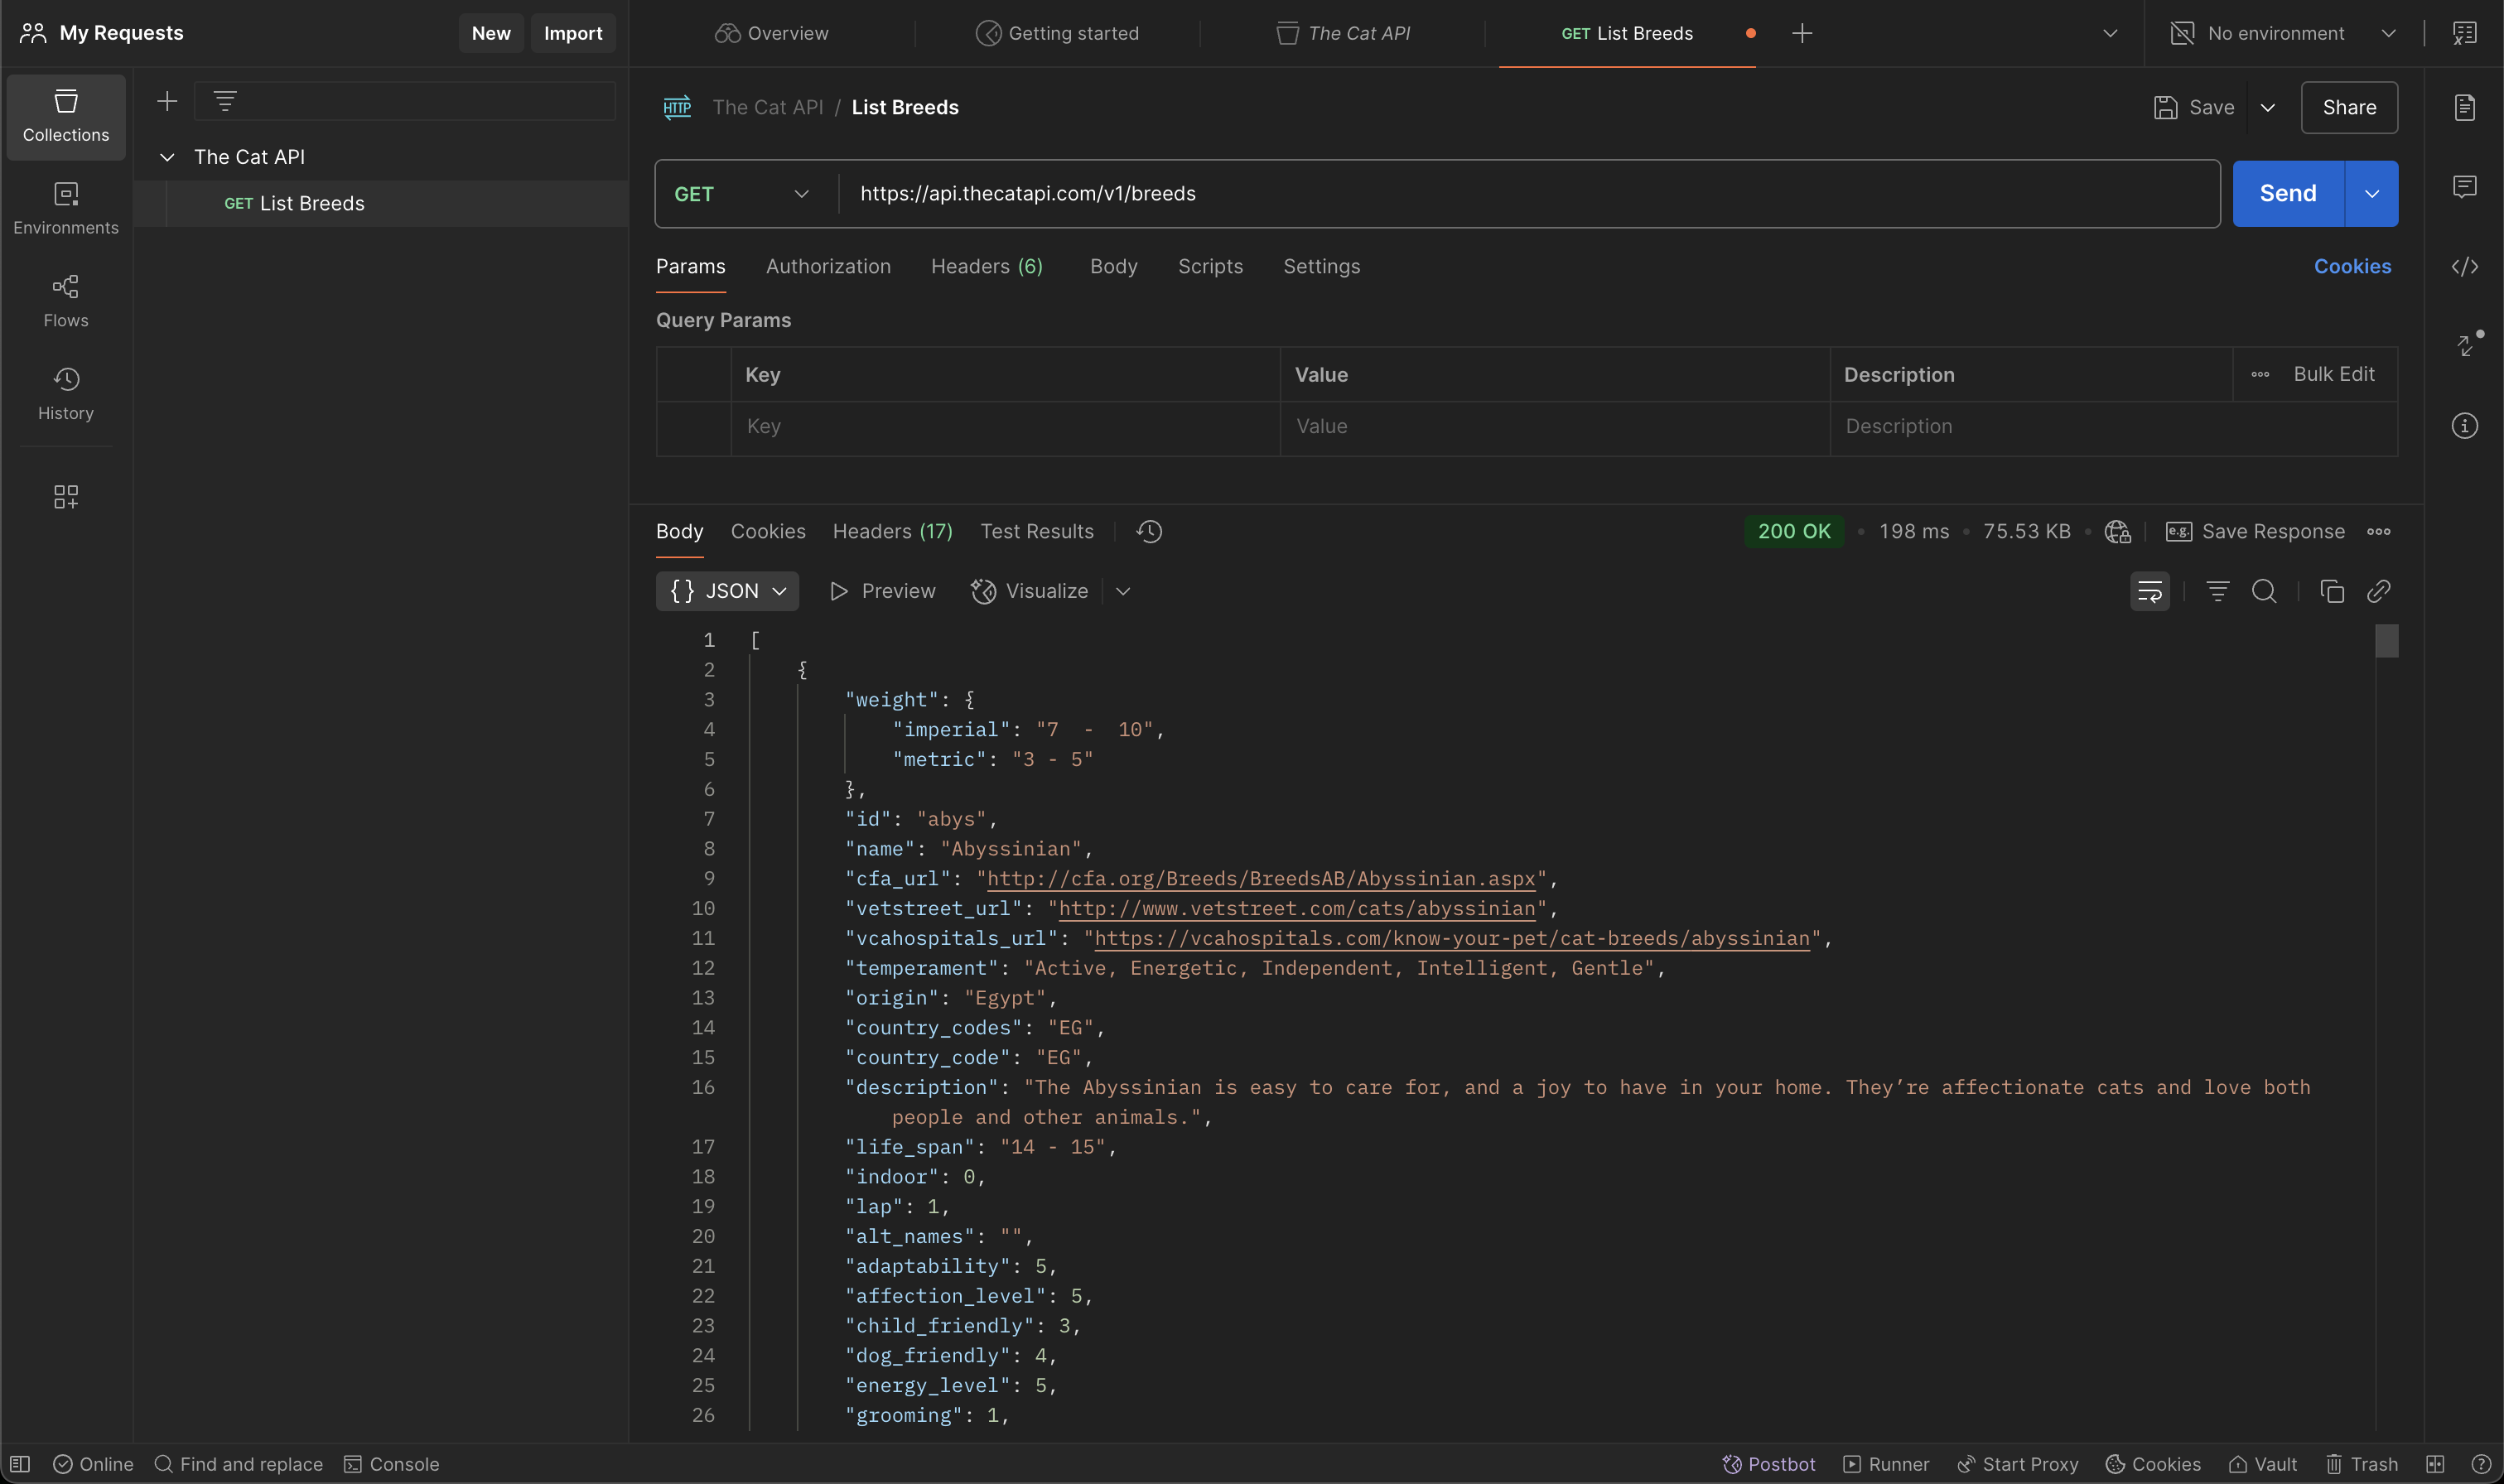 My Requests New Import Overview Getting started The Cat API GET List Breeds No environment
Collections
The Cat API
GET List Breeds
Environments
Flows
History
HTTP The Cat API / List Breeds Save Share
GET https://api.thecatapi.com/v1/breeds Send
Params Authorization Headers (6) Body Scripts Settings Cookies
Query Params
Key Value Description Bulk Edit
Key Value Description
Body Cookies Headers (17) Test Results 200 OK • 198 ms • 75.53 KB • e.g. Save Response
{ } JSON Preview Visualize
1 [
2 {
3 "weight": {
4 "imperial": "7  -  10",
5 "metric": "3 - 5"
6 },
7 "id": "abys",
8 "name": "Abyssinian",
9 "cfa_url": "http://cfa.org/Breeds/BreedsAB/Abyssinian.aspx",
10 "vetstreet_url": "http://www.vetstreet.com/cats/abyssinian",
11 "vcahospitals_url": "https://vcahospitals.com/know-your-pet/cat-breeds/abyssinian",
12 "temperament": "Active, Energetic, Independent, Intelligent, Gentle",
13 "origin": "Egypt",
14 "country_codes": "EG",
15 "country_code": "EG",
16 "description": "The Abyssinian is easy to care for, and a joy to have in your home. They’re affectionate cats and love both
people and other animals.",
17 "life_span": "14 - 15",
18 "indoor": 0,
19 "lap": 1,
20 "alt_names": "",
21 "adaptability": 5,
22 "affection_level": 5,
23 "child_friendly": 3,
24 "dog_friendly": 4,
25 "energy_level": 5,
26 "grooming": 1,
Online Find and replace Console Postbot Runner Start Proxy Cookies Vault Trash